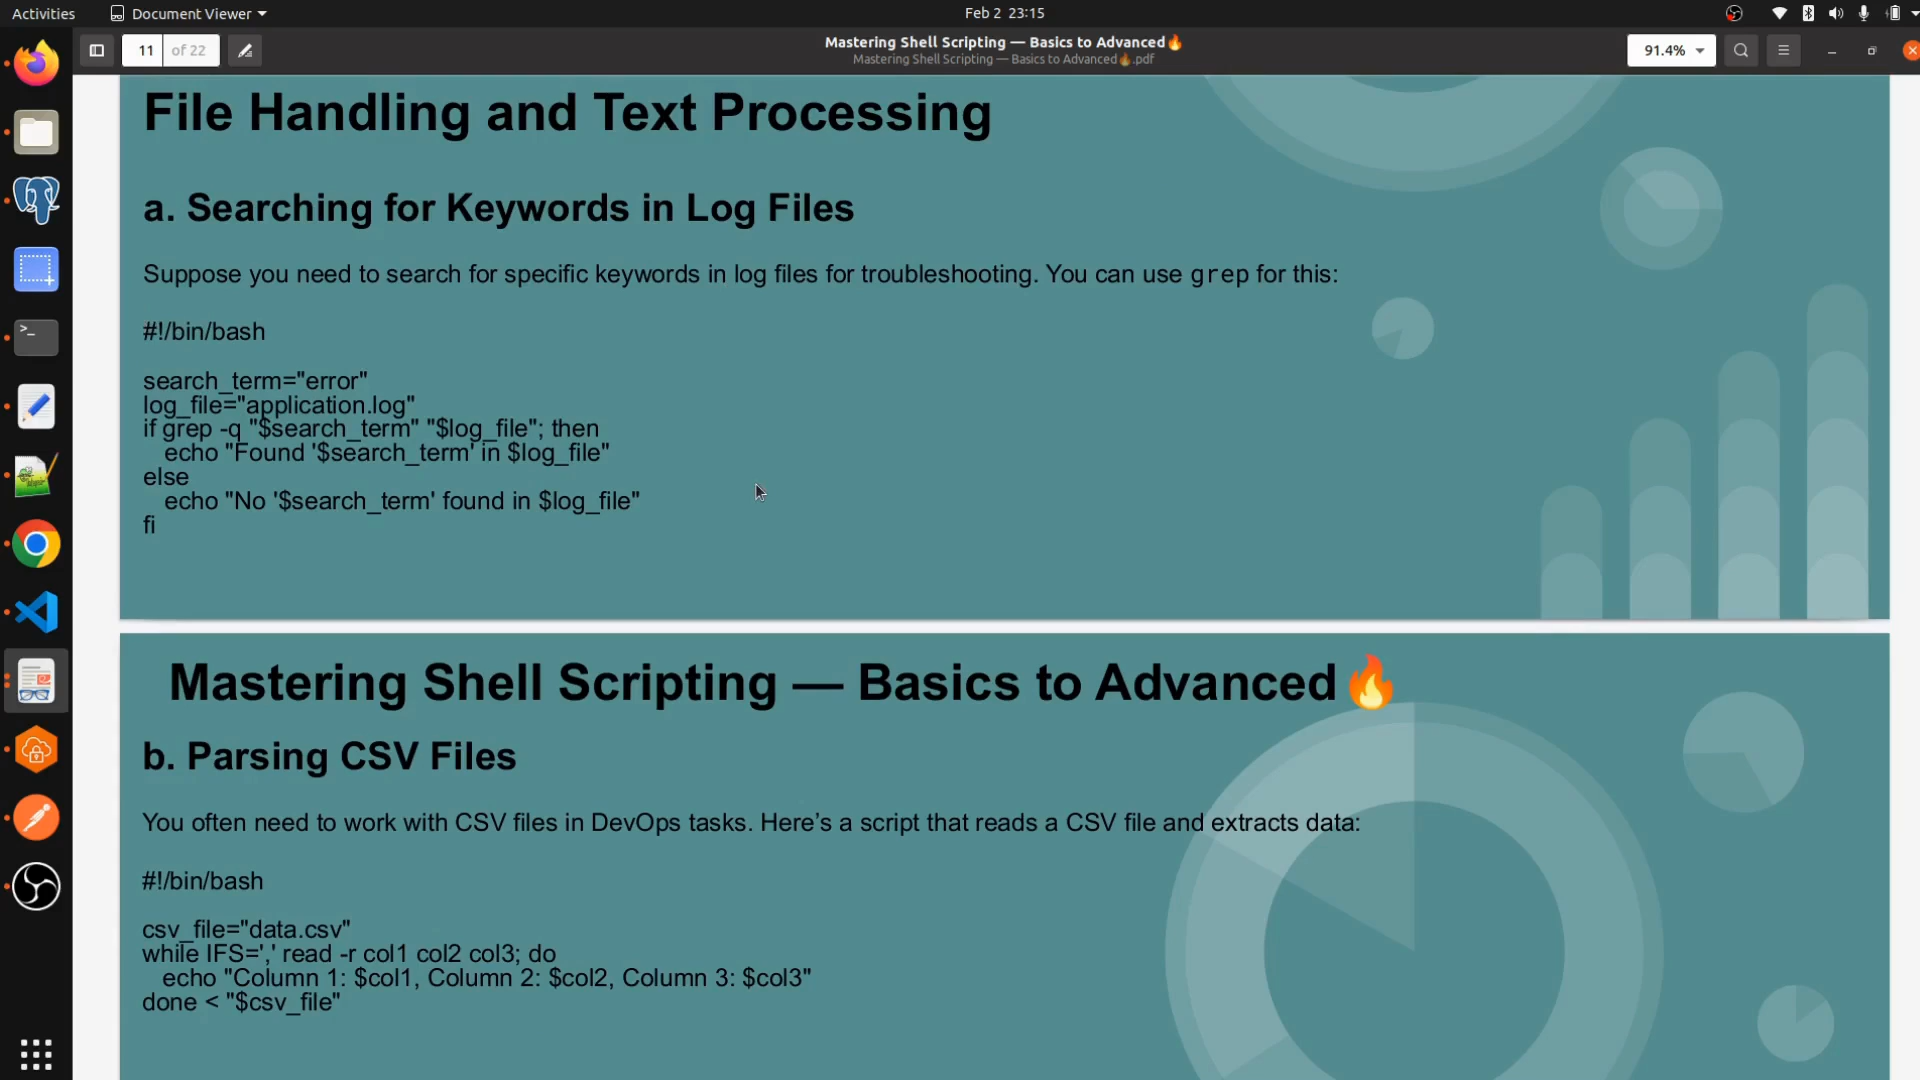 Activities
Document Viewer
Feb 2 23:15
11
of 22
Mastering Shell Scripting — Basics to Advanced🔥
Mastering Shell Scripting — Basics to Advanced🔥.pdf
91.4%
File Handling and Text Processing
a. Searching for Keywords in Log Files
Suppose you need to search for specific keywords in log files for troubleshooting. You can use grep for this:
#!/bin/bash
search_term="error"
log_file="application.log"
if grep -q "$search_term" "$log_file"; then
echo "Found '$search_term' in $log_file"
else
echo "No '$search_term' found in $log_file"
fi
Mastering Shell Scripting — Basics to Advanced🔥
b. Parsing CSV Files
You often need to work with CSV files in DevOps tasks. Here’s a script that reads a CSV file and extracts data:
#!/bin/bash
csv_file="data.csv"
while IFS=',' read -r col1 col2 col3; do
echo "Column 1: $col1, Column 2: $col2, Column 3: $col3"
done < "$csv_file"